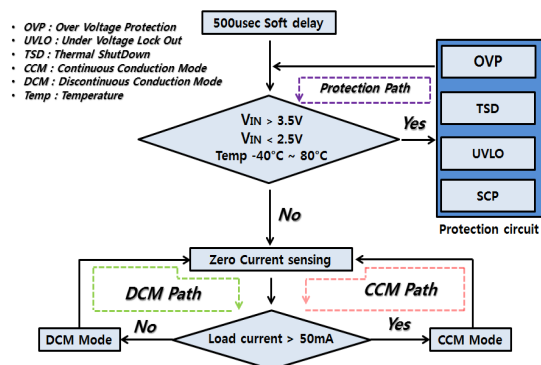 • OVP : Over Voltage Protection
• UVLO : Under Voltage Lock Out
• TSD : Thermal ShutDown
• CCM : Continuous Conduction Mode
• DCM : Discontinuous Conduction Mode
• Temp : Temperature
500usec Soft delay
Protection Path
VIN > 3.5V
VIN < 2.5V
Temp -40°C ~ 80°C
Yes
OVP
TSD
UVLO
SCP
Protection circuit
No
Zero Current sensing
DCM Path
CCM Path
DCM Mode
No
Load current > 50mA
Yes
CCM Mode